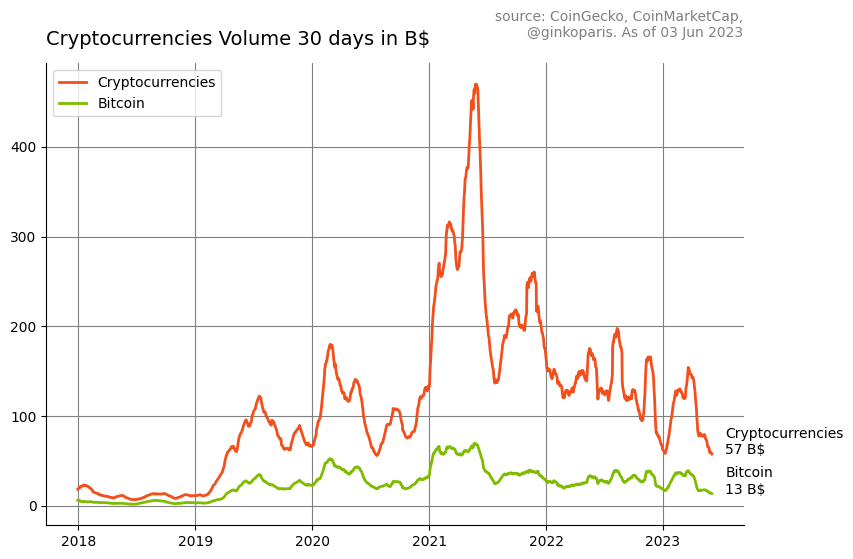 source: CoinGecko, CoinMarketCap,
@ginkoparis. As of 03 Jun 2023
Cryptocurrencies Volume 30 days in B$
Cryptocurrencies
Bitcoin
400
300
200
100
0
Cryptocurrencies
57 B$
Bitcoin
13 B$
2018
2019
2020
2021
2022
2023